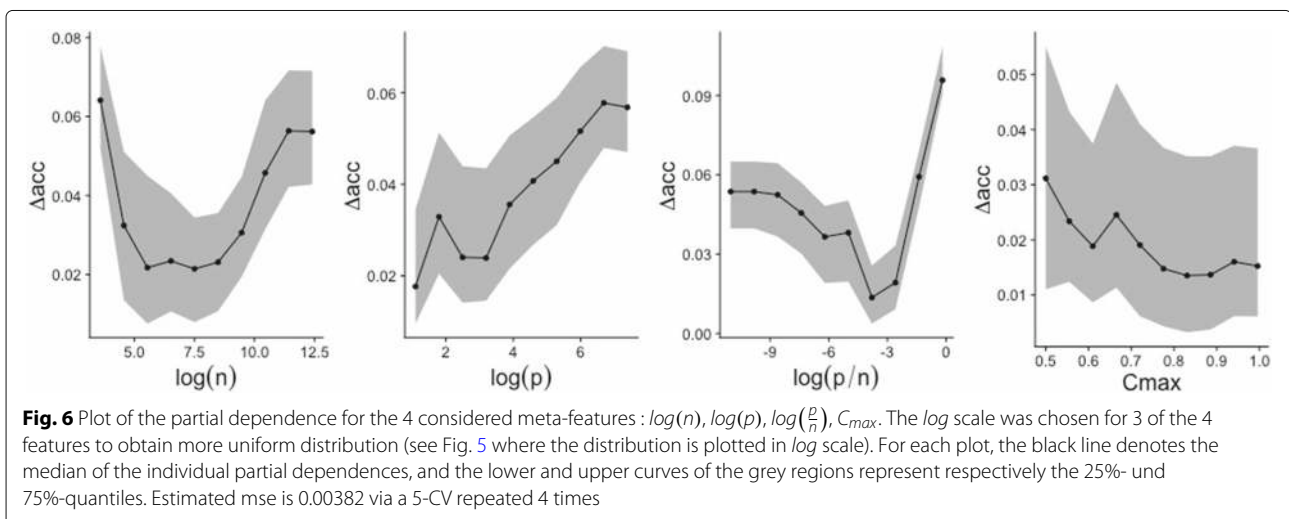 0.08
0.06
0.04
0.02
Δacc
5.0 7.5 10.0 12.5
log(n)
0.06
0.04
0.02
Δacc
2 4 6
log(p)
0.09
0.06
0.03
0.00
Δacc
-9 -6 -3 0
log(p/n)
0.05
0.04
0.03
0.02
0.01
Δacc
0.5 0.6 0.7 0.8 0.9 1.0
Cmax
Fig. 6 Plot of the partial dependence for the 4 considered meta-features : log(n), log(p), log(p/n), Cmax. The log scale was chosen for 3 of the 4
features to obtain more uniform distribution (see Fig. 5 where the distribution is plotted in log scale). For each plot, the black line denotes the
median of the individual partial dependences, and the lower and upper curves of the grey regions represent respectively the 25%- und
75%-quantiles. Estimated mse is 0.00382 via a 5-CV repeated 4 times